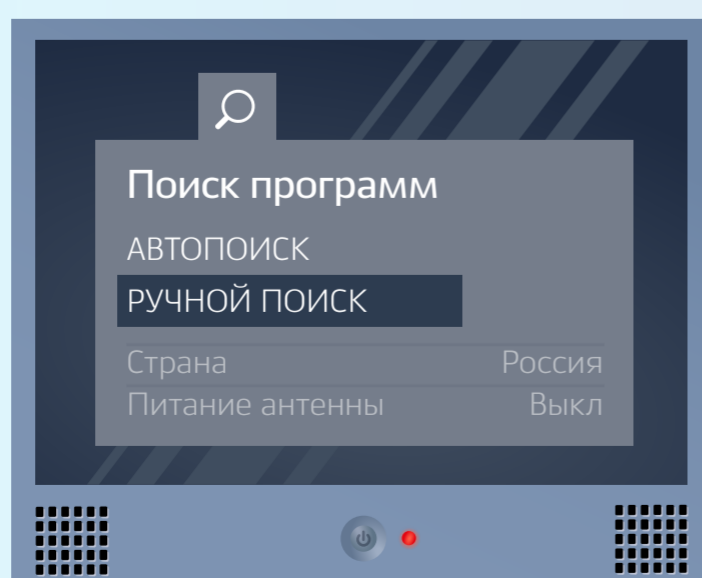 Поиск программ
АВТОПОИСК
РУЧНОЙ ПОИСК
Страна Россия
Питание антенны Выкл